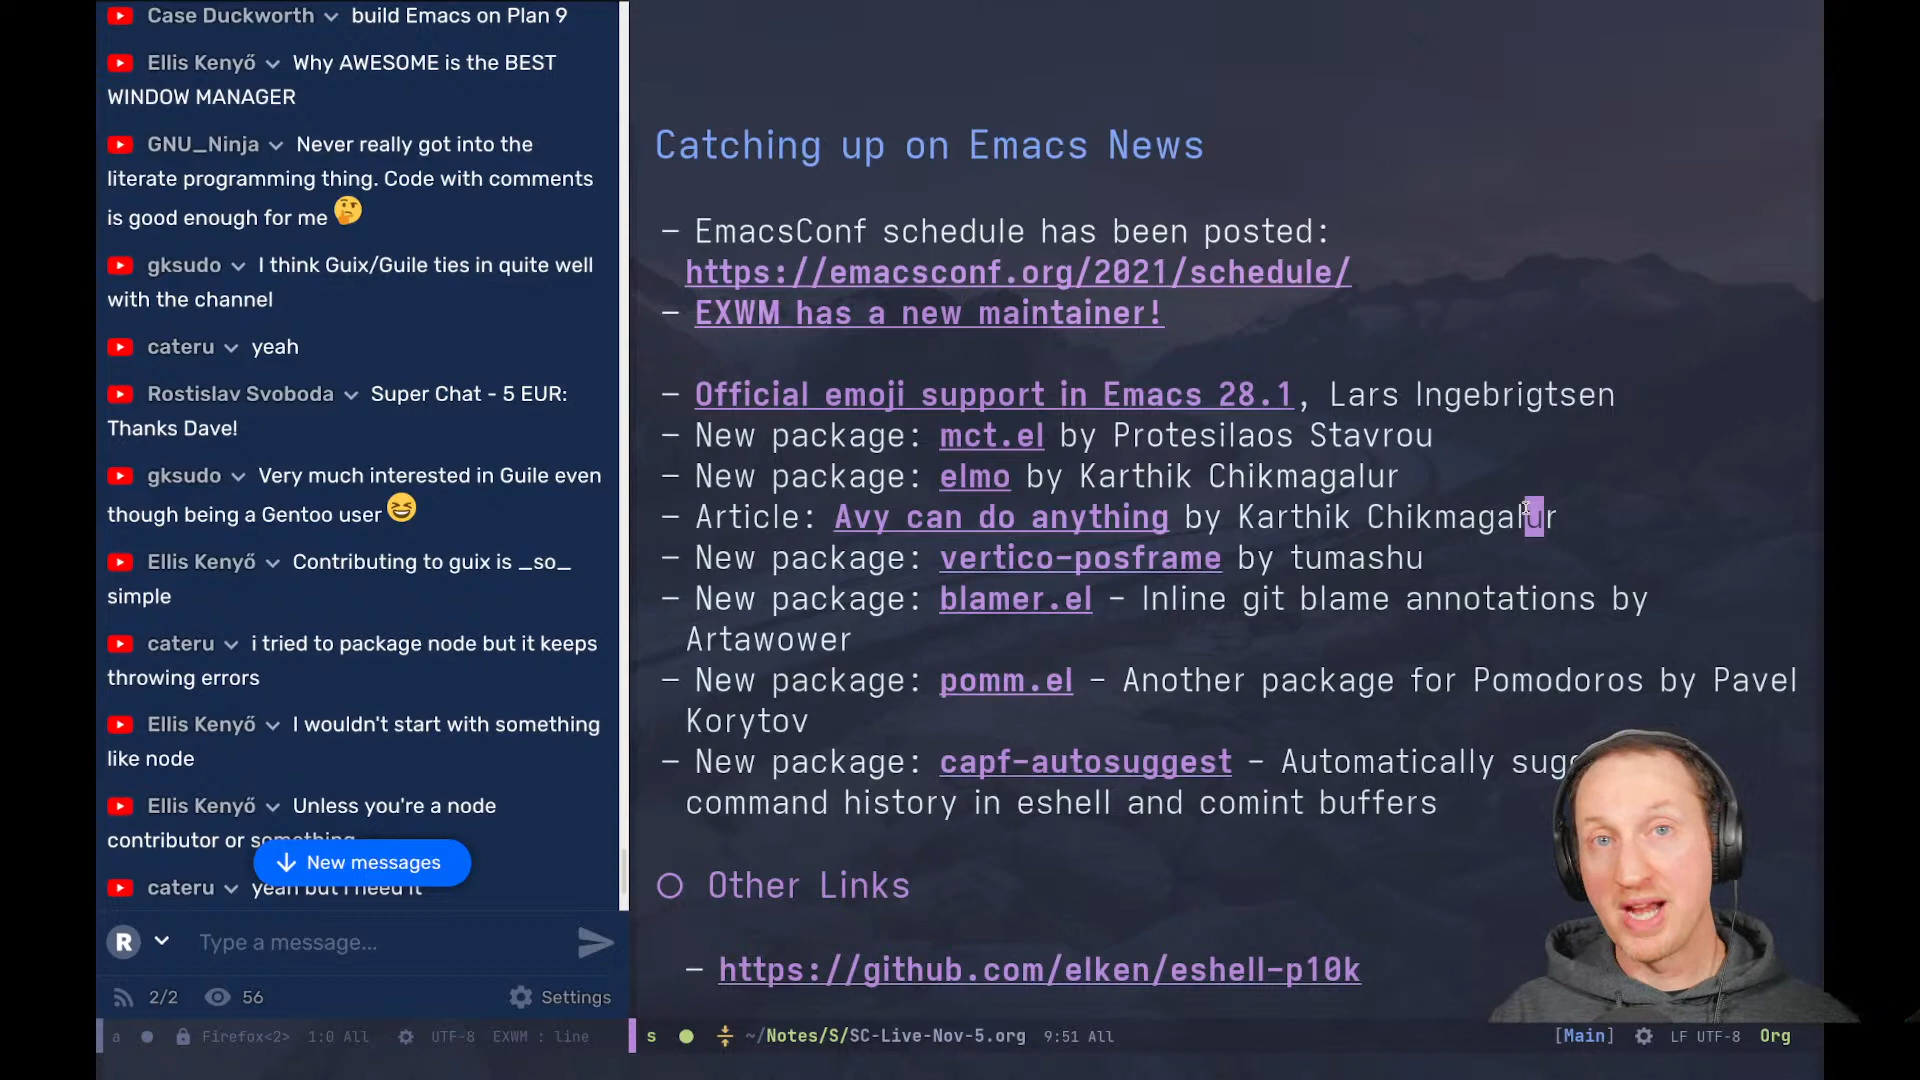 Case Duckworth build Emacs on Plan 9
Ellis Kenyő Why AWESOME is the BEST
WINDOW MANAGER
GNU_Ninja Never really got into the
literate programming thing. Code with comments
is good enough for me 🤔
gksudo I think Guix/Guile ties in quite well
with the channel
cateru yeah
Rostislav Svoboda Super Chat - 5 EUR:
Thanks Dave!
gksudo Very much interested in Guile even
though being a Gentoo user 😆
Ellis Kenyő Contributing to guix is _so_
simple
cateru i tried to package node but it keeps
throwing errors
Ellis Kenyő I wouldn't start with something
like node
Ellis Kenyő Unless you're a node
contributor or something
New messages
cateru yeah but i need it
R Type a message...
2/2 56 Settings
a Firefox<2> 1:0 All UTF-8 EXWM : line
Catching up on Emacs News
- EmacsConf schedule has been posted:
https://emacsconf.org/2021/schedule/
- EXWM has a new maintainer!
- Official emoji support in Emacs 28.1, Lars Ingebrigtsen
- New package: mct.el by Protesilaos Stavrou
- New package: elmo by Karthik Chikmagalur
- Article: Avy can do anything by Karthik Chikmagalur
- New package: vertico-posframe by tumashu
- New package: blamer.el - Inline git blame annotations by
Artawower
- New package: pomm.el - Another package for Pomodoros by Pavel
Korytov
- New package: capf-autosuggest - Automatically
command history in eshell and comint buffers
Other Links
- https://github.com/elken/eshell-p10k
s ~/Notes/S/SC-Live-Nov-5.org 9:51 All [Main] LF UTF-8 Org